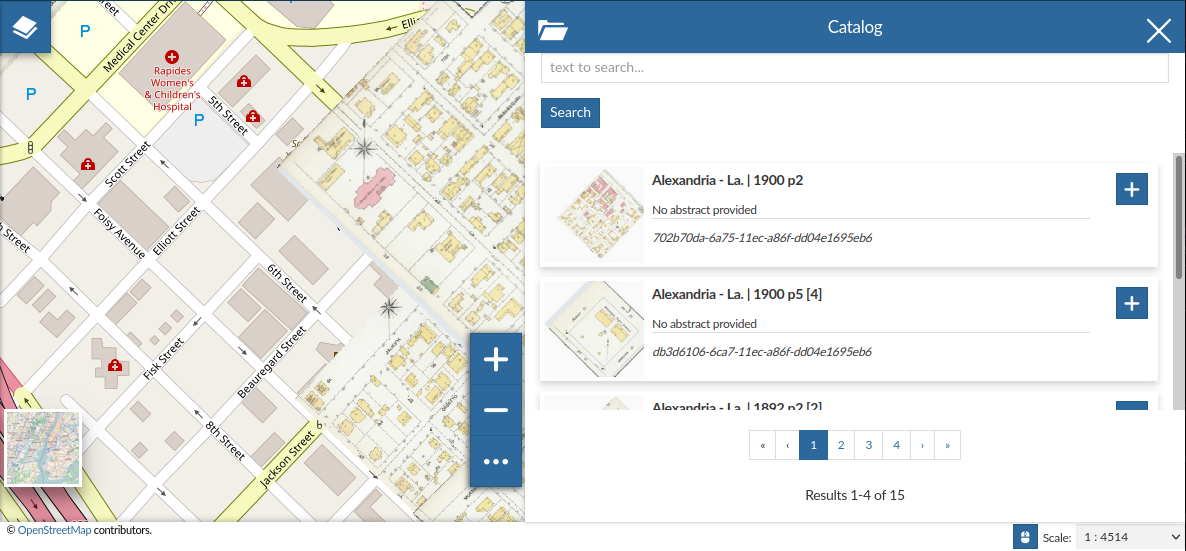 Catalog
text to search...
Search
Alexandria - La. | 1900 p2
No abstract provided
702b70da-6a75-11ec-a86f-dd04e1695eb6
Alexandria - La. | 1900 p5 [4]
No abstract provided
db3d6106-6ca7-11ec-a86f-dd04e1695eb6
Alexandria - La. | 1892 p2 [2]
« ‹ 1 2 3 4 › »
Results 1-4 of 15
Medical Center Dri
Elli
P
P
P
Rapides
Women's
& Children's
Hospital
5th Street
Scott Street
Foisy Avenue
Elliott Street
h Street
6th Street
Fisk Street
Beauregard Street
8th Street
Jackson Street
© OpenStreetMap contributors.
Scale: 1 : 4514